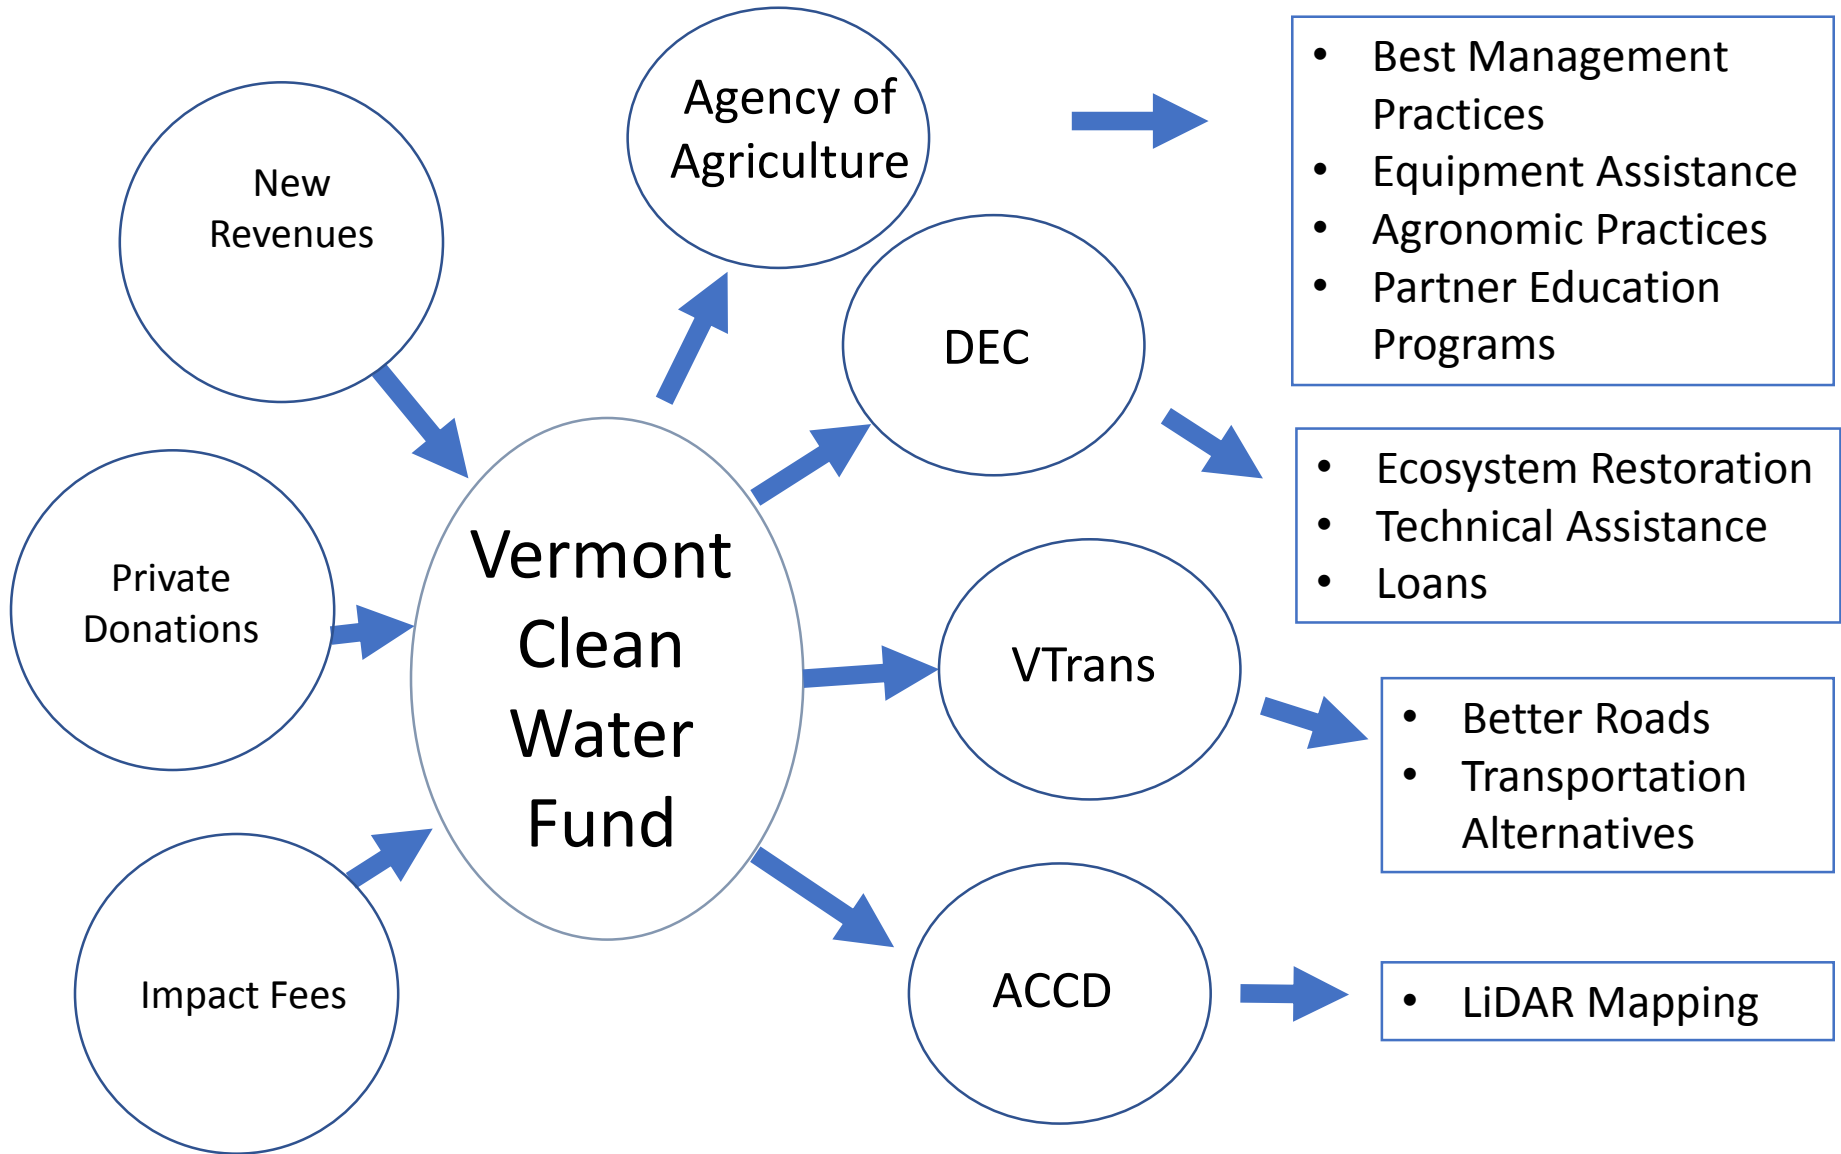 New
Revenues
Private
Donations
Impact Fees
Vermont
Clean
Water
Fund
Agency of
Agriculture
DEC
VTrans
ACCD
• Best Management
Practices
• Equipment Assistance
• Agronomic Practices
• Partner Education
Programs
• Ecosystem Restoration
• Technical Assistance
• Loans
• Better Roads
• Transportation
Alternatives
• LiDAR Mapping